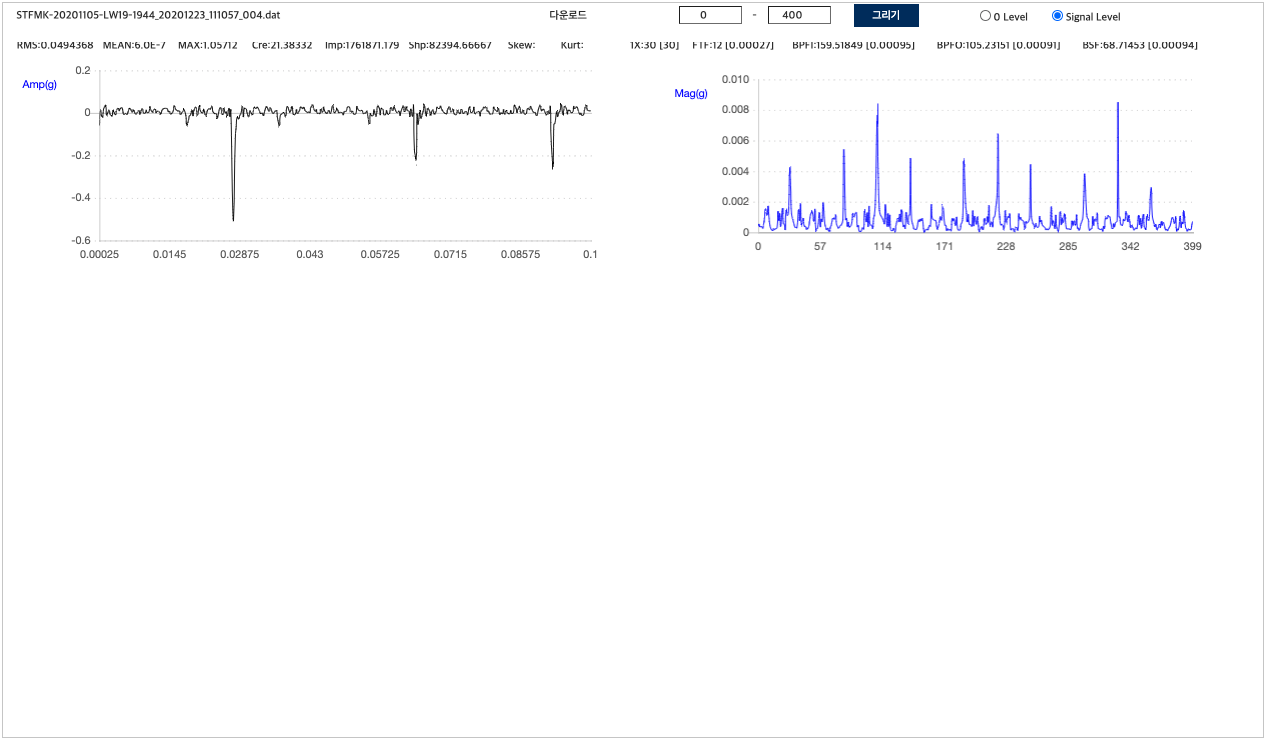 STFMK-20201105-LW19-1944_20201223_111057_004.dat 다운로드 0 - 400 그리기 0 Level Signal Level
RMS:0.0494368 MEAN:6.0E-7 MAX:1.05712 Cre:21.38332 Imp:1761871.179 Shp:82394.66667 Skew: Kurt: 1X:30 [30] FTF:12 [0.00027] BPFI:159.51849 [0.00095] BPFO:105.23151 [0.00091] BSF:68.71453 [0.00094]
Amp(g)
0.2
0
-0.2
-0.4
-0.6
0.00025 0.0145 0.02875 0.043 0.05725 0.0715 0.08575 0.1
Mag(g)
0.010
0.008
0.006
0.004
0.002
0
0 57 114 171 228 285 342 399